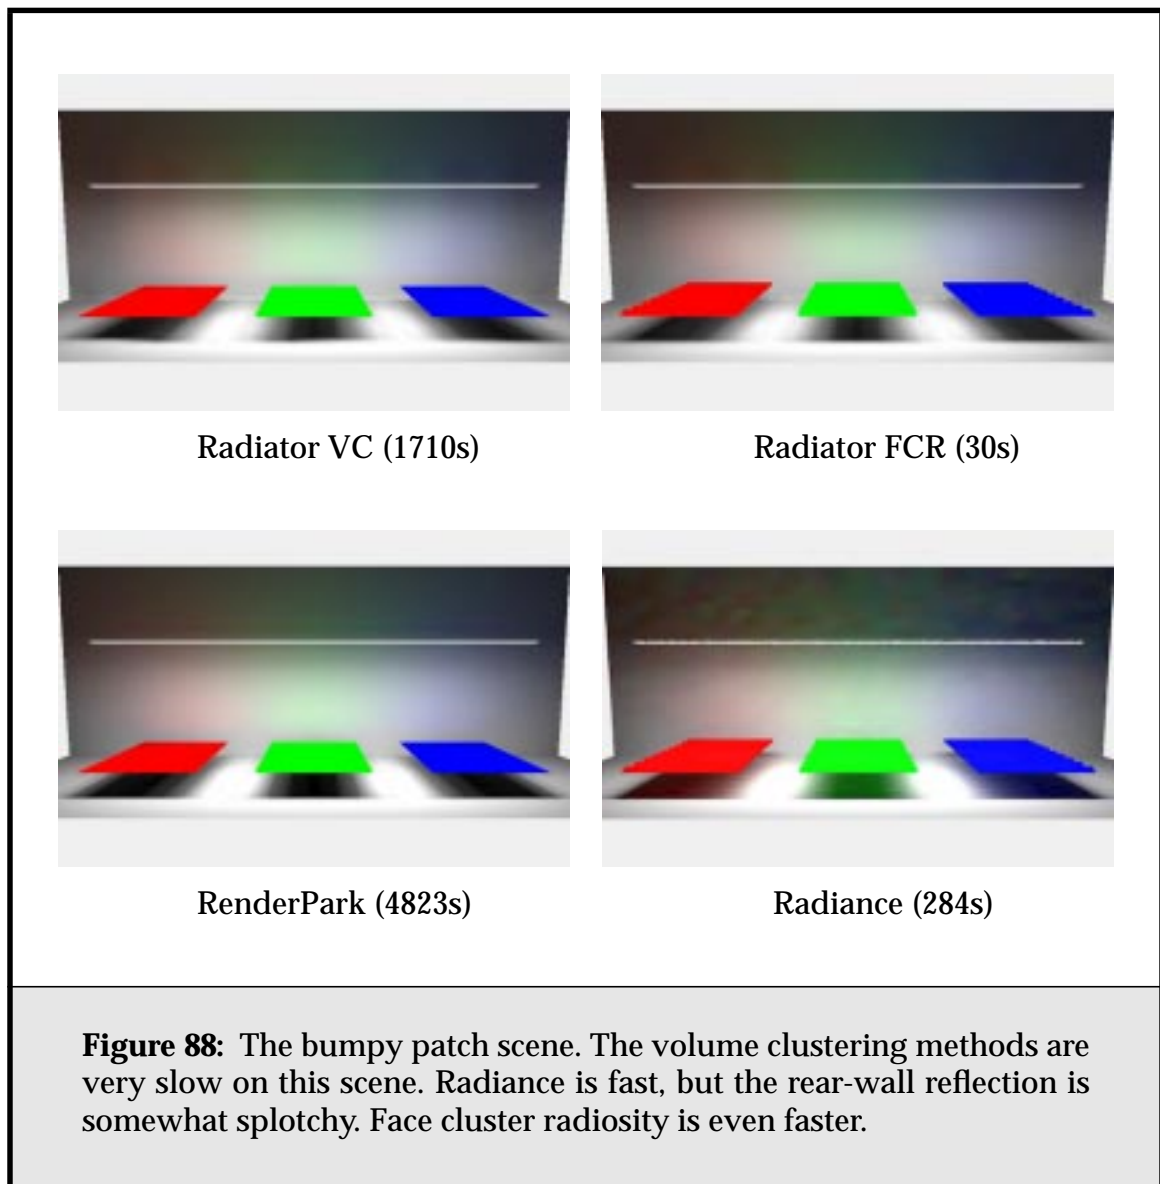 Radiator VC (1710s)
Radiator FCR (30s)
RenderPark (4823s)
Radiance (284s)
Figure 88: The bumpy patch scene. The volume clustering methods are
very slow on this scene. Radiance is fast, but the rear-wall reflection is
somewhat splotchy. Face cluster radiosity is even faster.